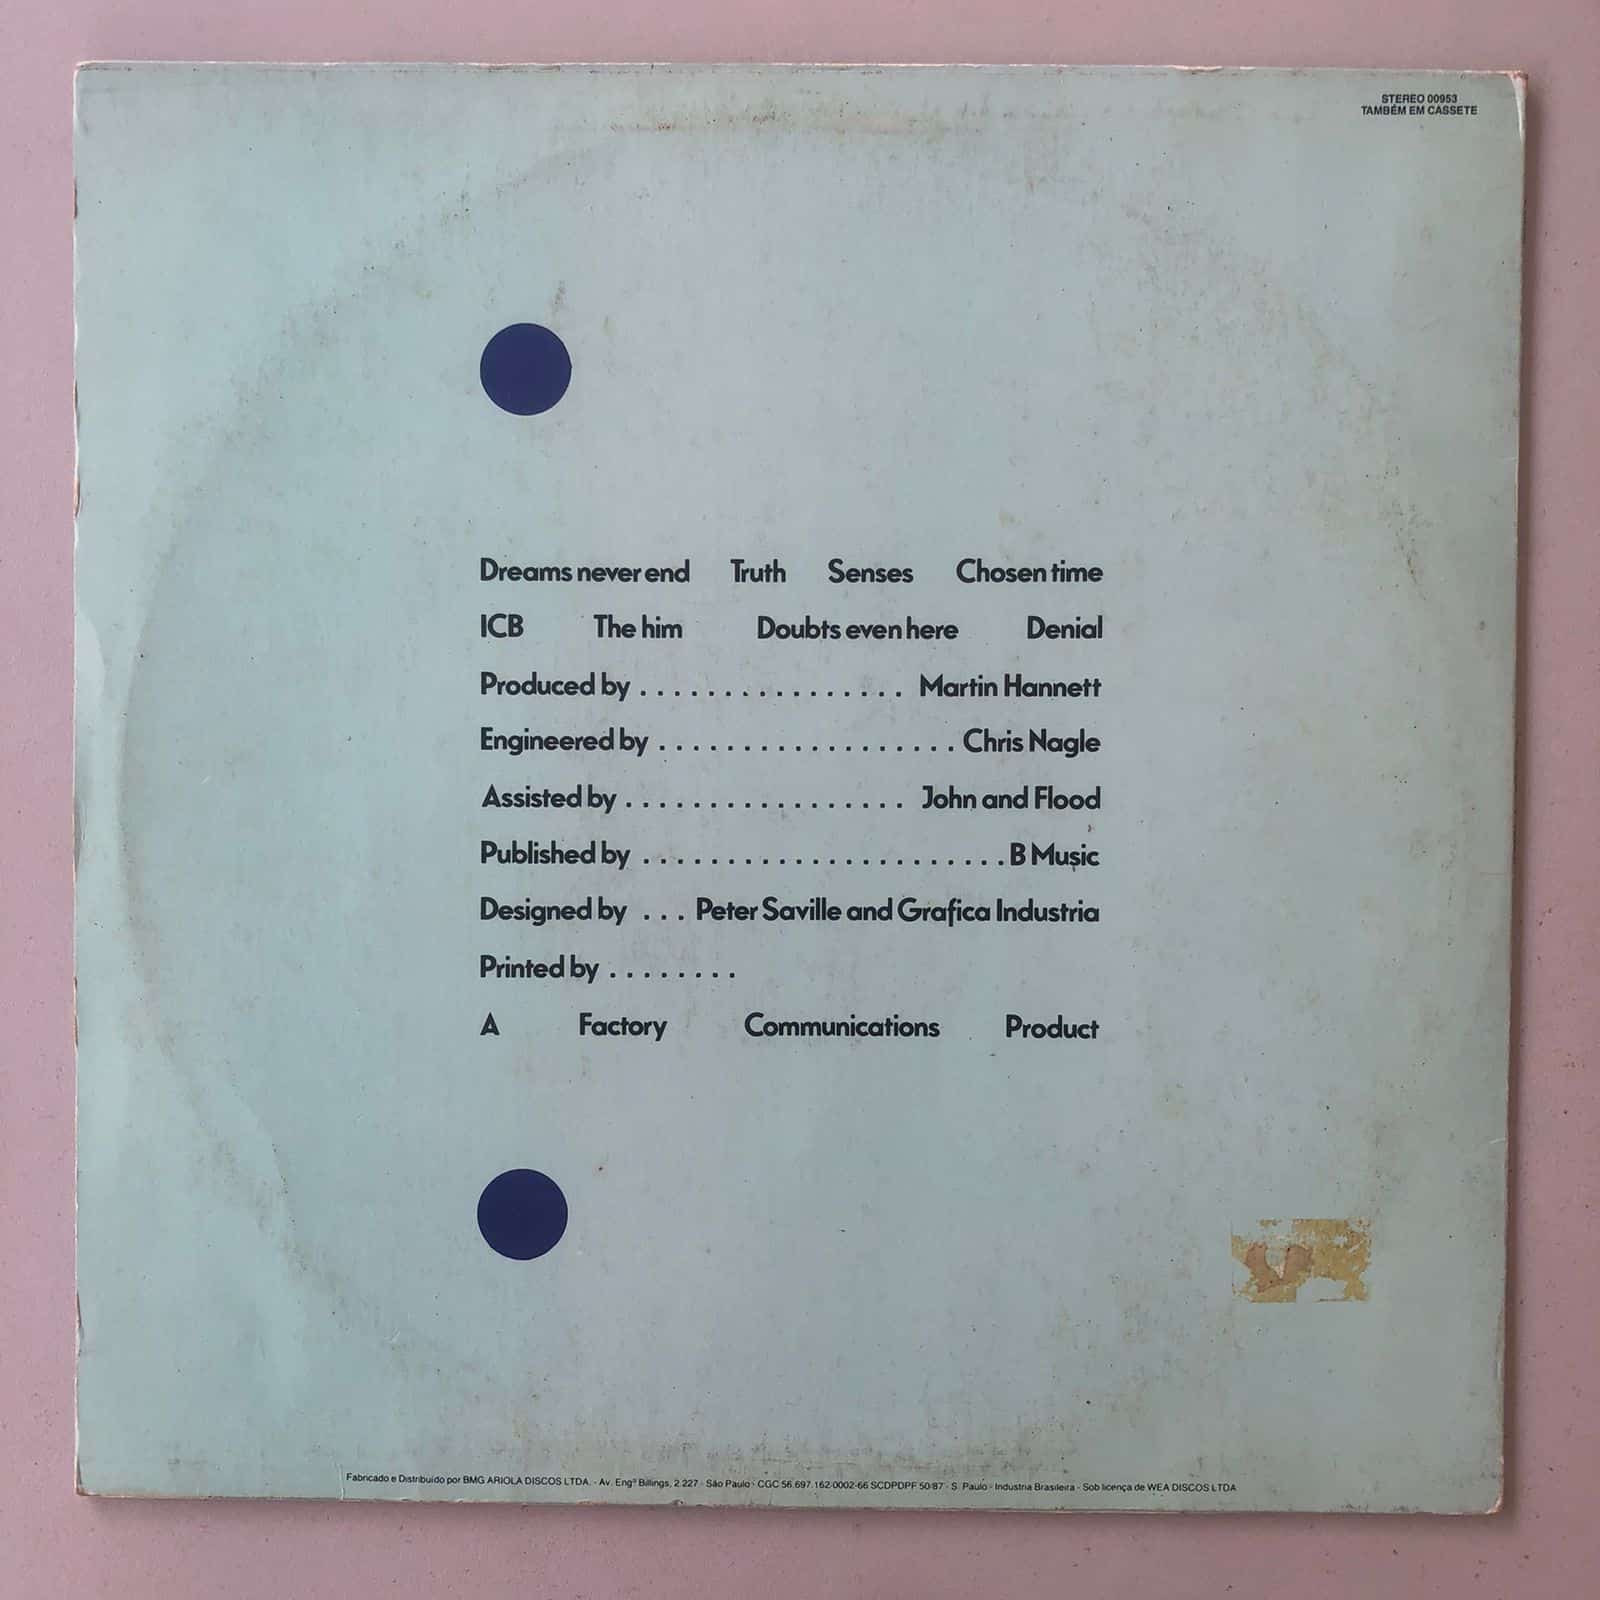 STEREO 00953
TAMBÉM EM CASSETE
Dreams never end Truth Senses Chosen time
ICB The him Doubts even here Denial
Produced by ................ Martin Hannett
Engineered by .................. Chris Nagle
Assisted by ................. John and Flood
Published by ...................... B Music
Designed by ... Peter Saville and Grafica Industria
Printed by ........
A Factory Communications Product
Fabricado e Distribuído por BMG ARIOLA DISCOS LTDA. - Av. Engº Billings, 2.227 - São Paulo - CGC 56.697.162-0002-66 SCDPDPF 50/87 - S. Paulo - Industria Brasileira - Sob licença de WEA DISCOS LTDA